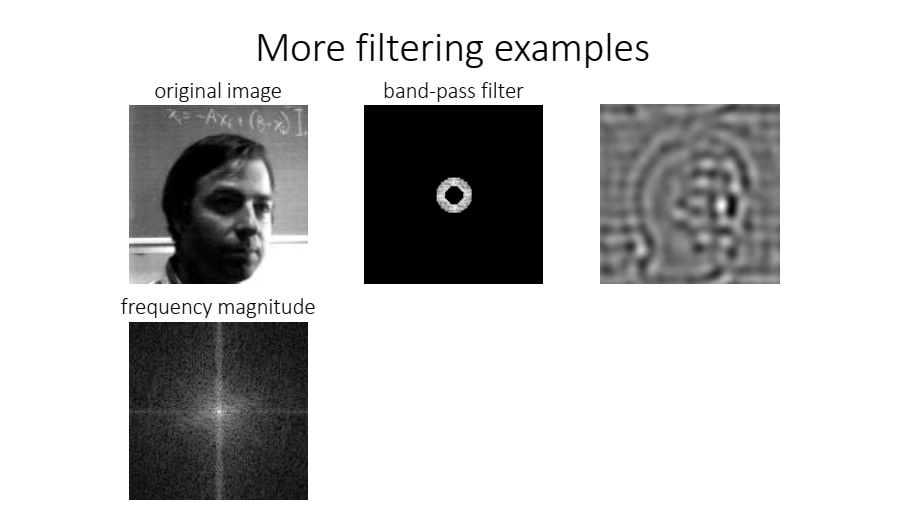 More filtering examples
original image
band-pass filter
frequency magnitude